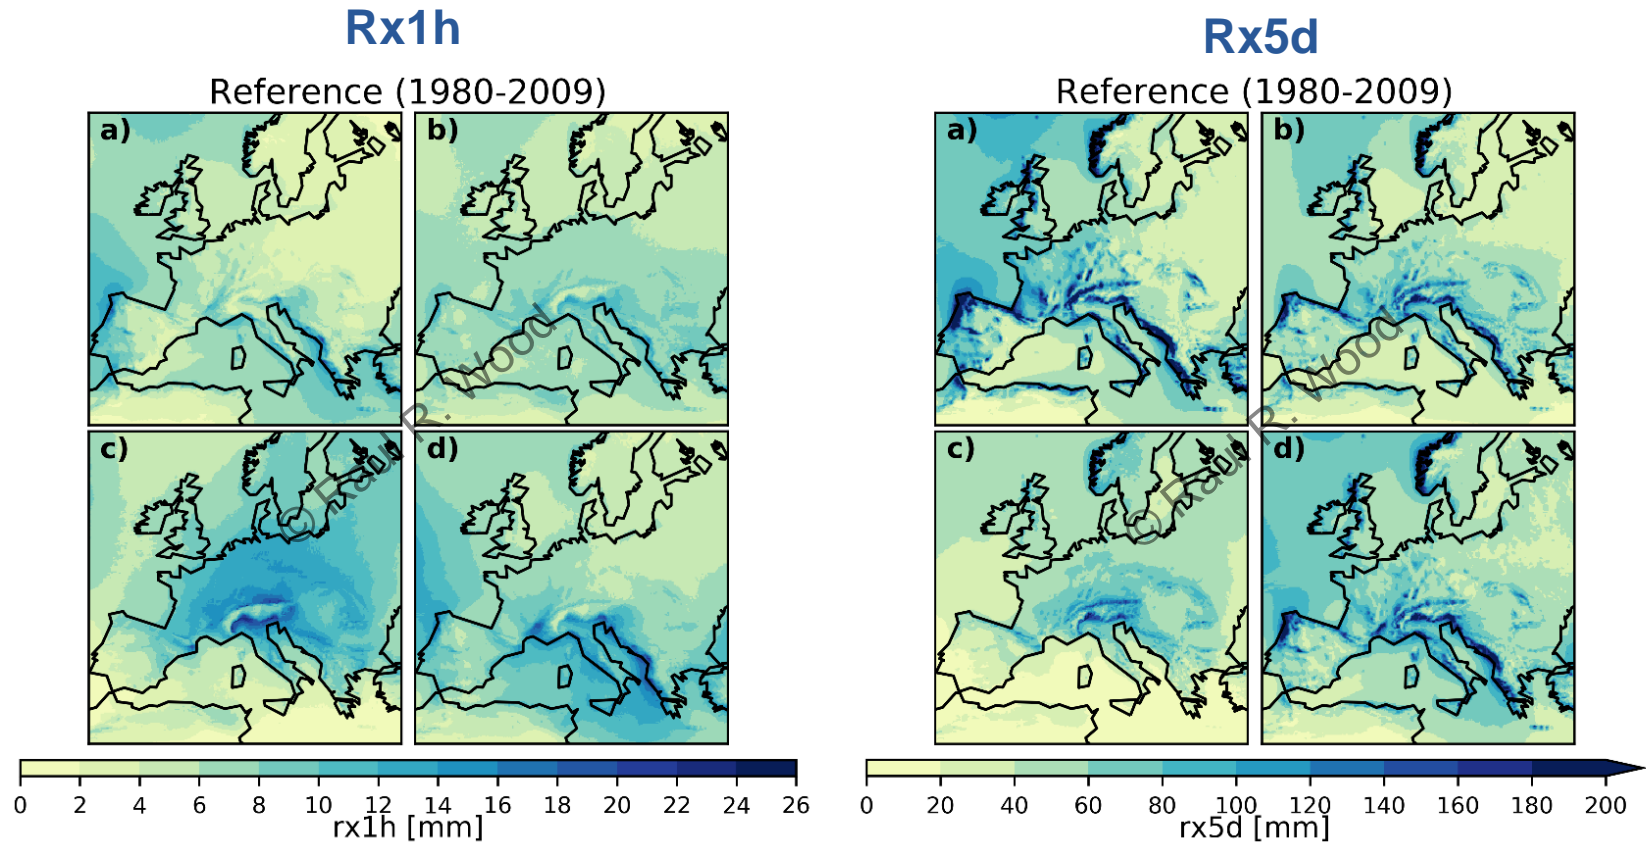 Rx1h
Rx5d
Reference (1980-2009)
Reference (1980-2009)
a)
b)
a)
b)
c)
d)
c)
d)
© Raul R. Wood
© Raul R. Wood
0 2 4 6 8 10 12 14 16 18 20 22 24 26
rx1h [mm]
0 20 40 60 80 100 120 140 160 180 200
rx5d [mm]